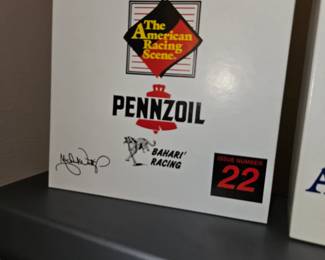 The
American
Racing
Scene.
PENNZOIL
BAHARI'
RACING
ISSUE NUMBER
22